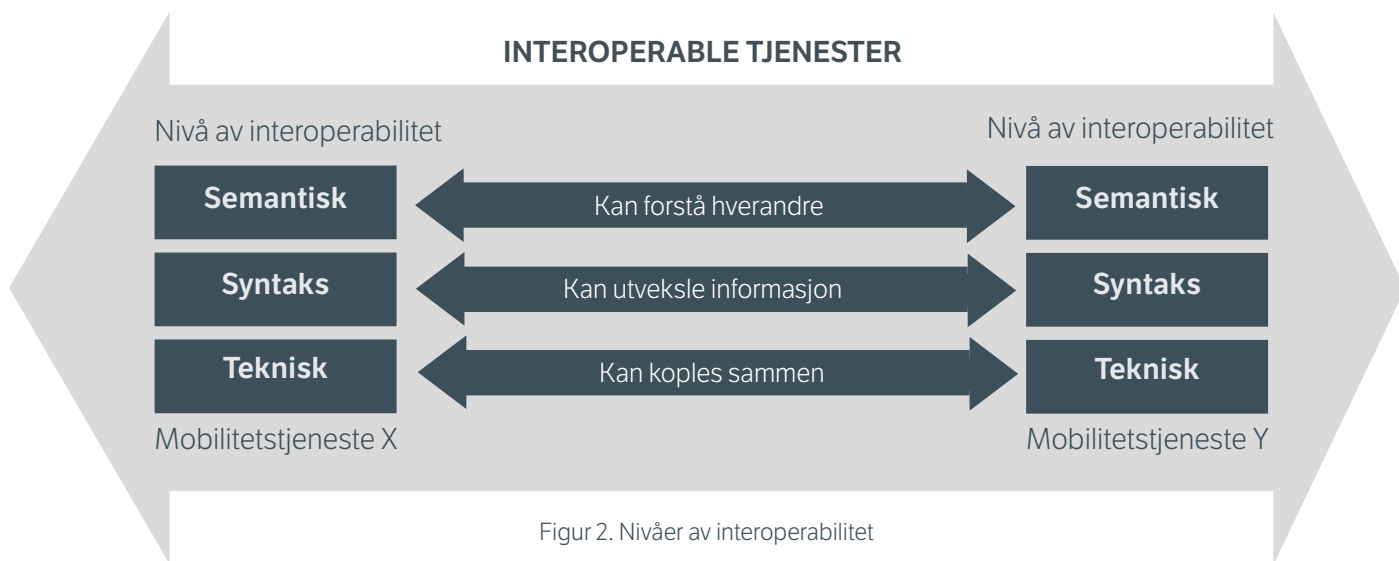 INTEROPERABLE TJENESTER
Nivå av interoperabilitet
Nivå av interoperabilitet
Semantisk
Kan forstå hverandre
Semantisk
Syntaks
Kan utveksle informasjon
Syntaks
Teknisk
Kan koples sammen
Teknisk
Mobilitetstjeneste X
Mobilitetstjeneste Y
Figur 2. Nivåer av interoperabilitet